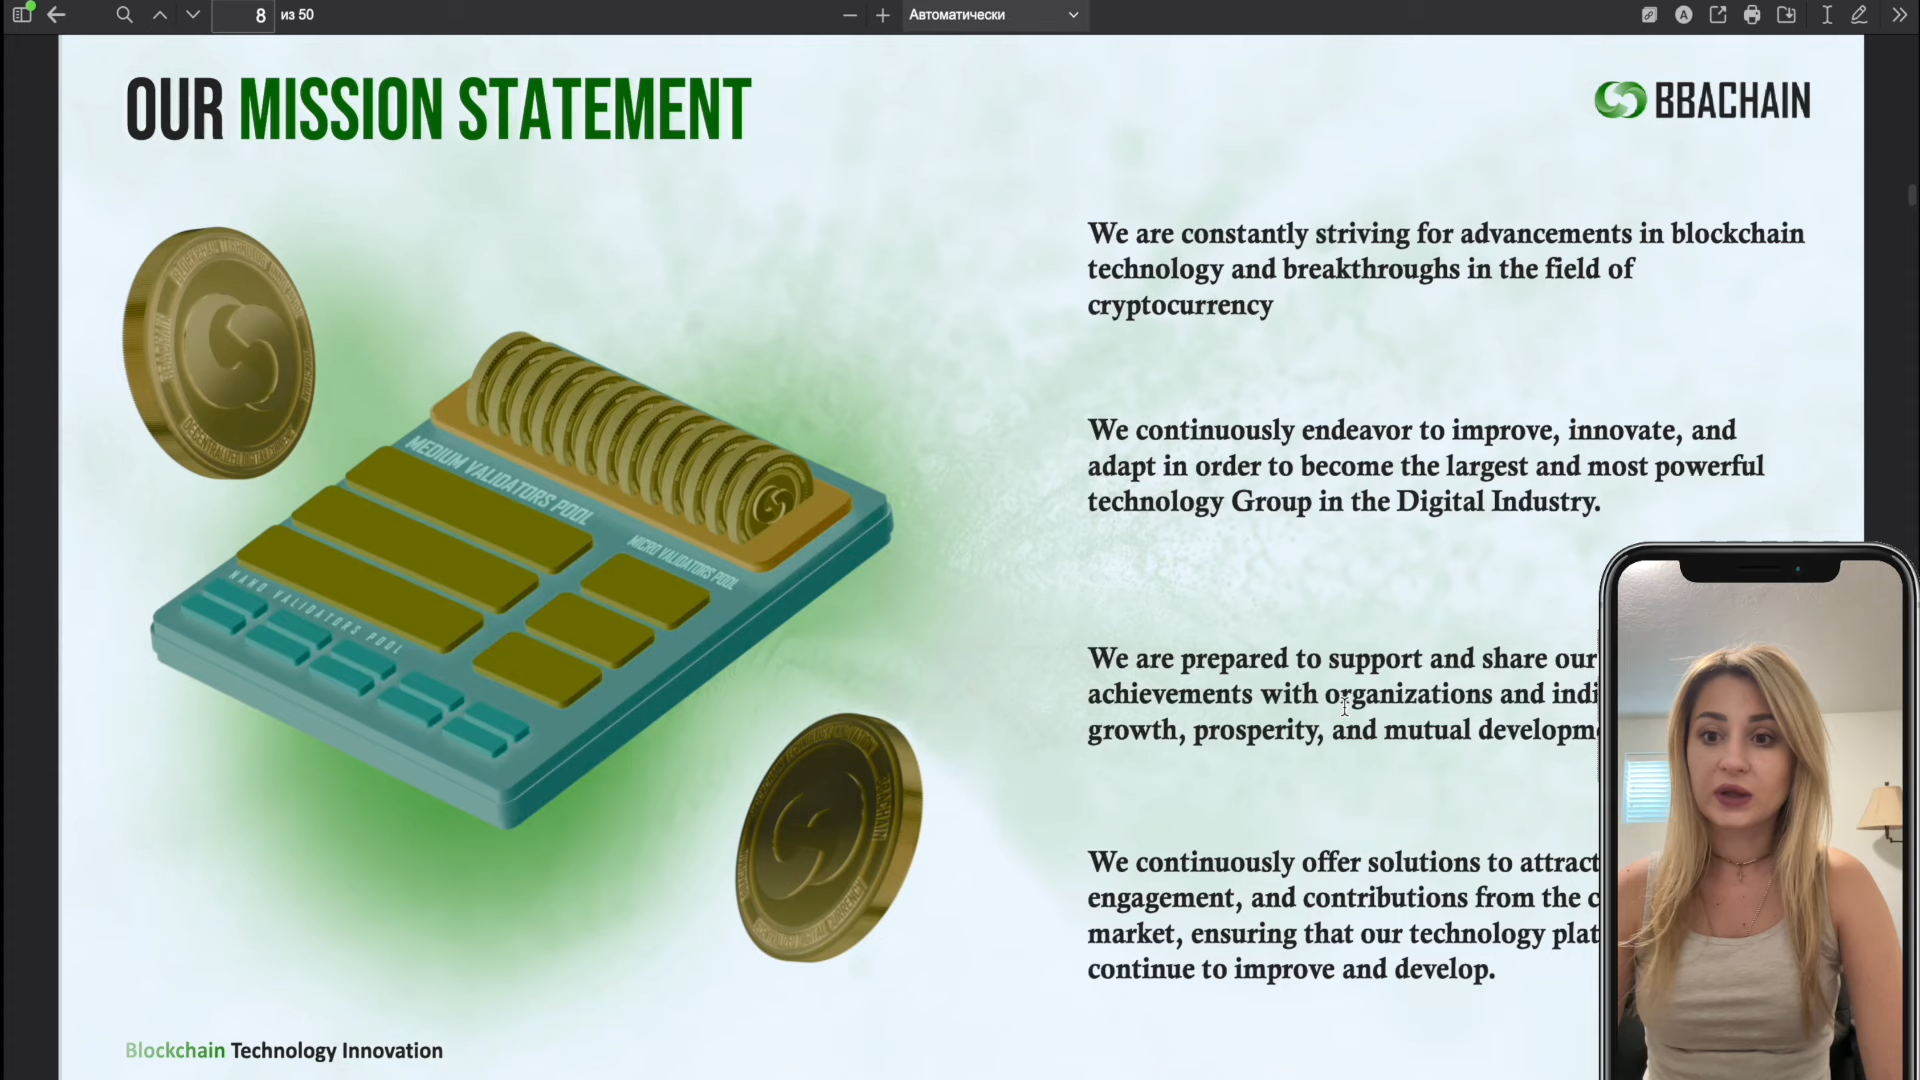 8 из 50
Автоматически
OUR MISSION STATEMENT
BBACHAIN
We are constantly striving for advancements in blockchain
technology and breakthroughs in the field of
cryptocurrency
We continuously endeavor to improve, innovate, and
adapt in order to become the largest and most powerful
technology Group in the Digital Industry.
We are prepared to support and share our
achievements with organizations and indi
growth, prosperity, and mutual developm
We continuously offer solutions to attract
engagement, and contributions from the c
market, ensuring that our technology plat
continue to improve and develop.
MEDIUM VALIDATORS POOL
MICRO VALIDATORS POOL
NANO VALIDATORS POOL
BBACHAIN
Blockchain Technology Innovation